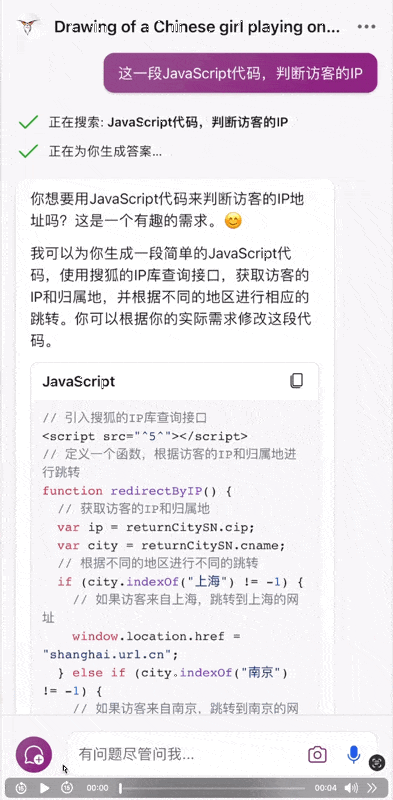 Drawing of a Chinese girl playing on...
这一段JavaScript代码，判断访客的IP
正在搜索: JavaScript代码，判断访客的IP
正在为你生成答案...
你想要用JavaScript代码来判断访客的IP地
址吗？这是一个有趣的需求。😊
我可以为你生成一段简单的JavaScript代
码，使用搜狐的IP库查询接口，获取访客的
IP和归属地，并根据不同的地区进行相应的
跳转。你可以根据你的实际需求修改这段代
码。
JavaScript
// 引入搜狐的IP库查询接口
<script src="^5^"></script>
// 定义一个函数，根据访客的IP和归属地进
行跳转
function redirectByIP() {
// 获取访客的IP和归属地
var ip = returnCitySN.cip;
var city = returnCitySN.cname;
// 根据不同的地区进行不同的跳转
if (city.indexOf("上海") != -1) {
// 如果访客来自上海，跳转到上海的网
址
window.location.href =
"shanghai.url.cn";
} else if (city.indexOf("南京")
!= -1) {
// 如果访客来自南京，跳转到南京的网
有问题尽管问我...
15 15 00:00 00:04